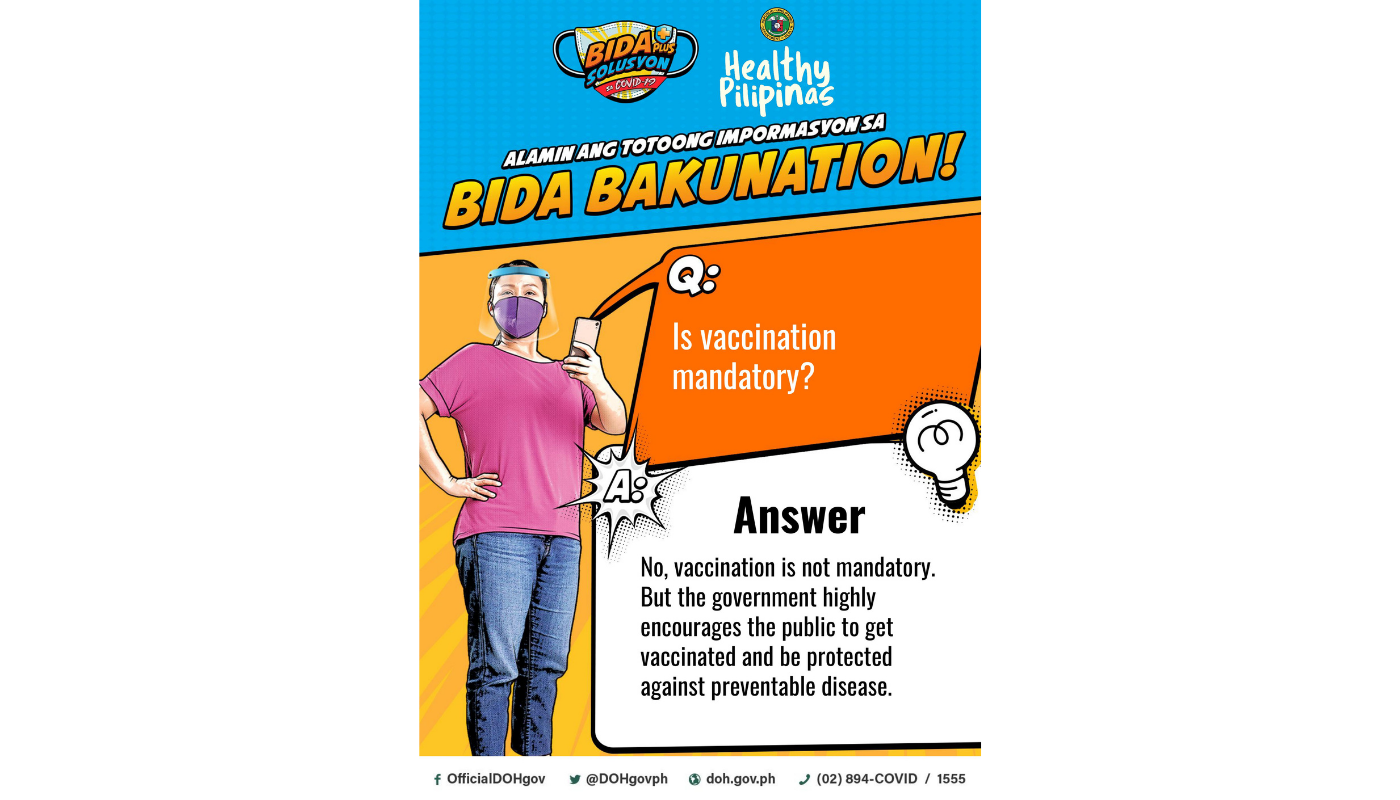 BIDA PLUS
SOLUSYON
sa COVID-19
Healthy
Pilipinas
ALAMIN ANG TOTOONG IMPORMASYON SA
BIDA BAKUNATION!
Q:
Is vaccination
mandatory?
A:
Answer
No, vaccination is not mandatory.
But the government highly
encourages the public to get
vaccinated and be protected
against preventable disease.
OfficialDOHgov @DOHgovph doh.gov.ph (02) 894-COVID / 1555